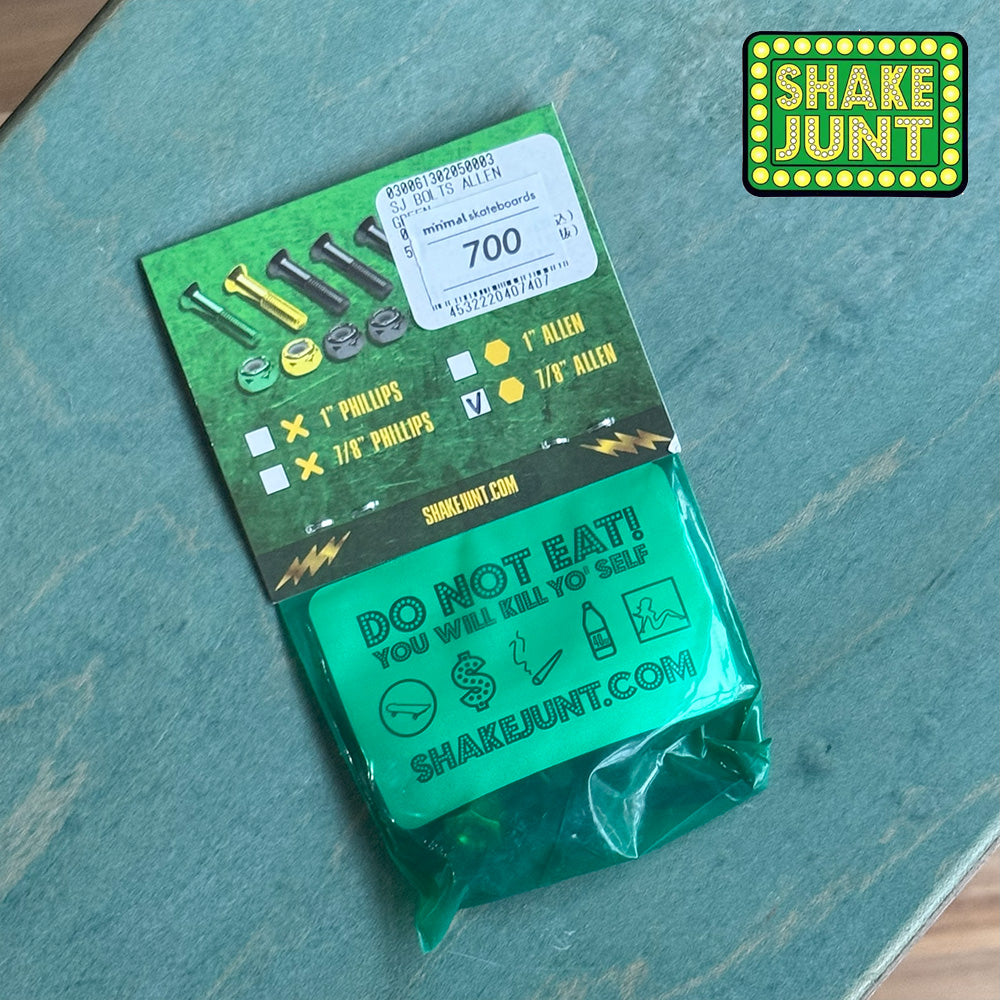 SHAKE
JUNT
030061302050003
SJ BOLTS ALLEN
minimal skateboards
700
4532220407407
1" ALLEN
7/8" ALLEN
1" PHILLIPS
7/8" PHILLIPS
SHAKEJUNT.COM
DO NOT EAT!
YOU WILL KILL YO' SELF
40oz
SHAKEJUNT.COM